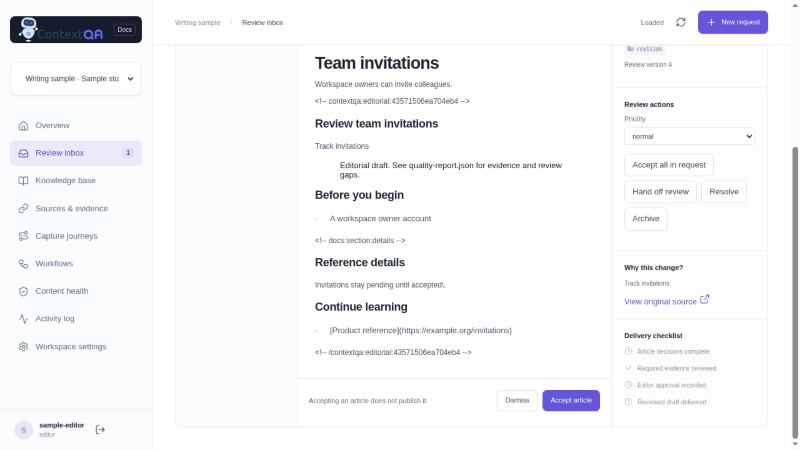 ContextQA
Docs
Writing sample · Sample stu
Overview
Review inbox
1
Knowledge base
Sources & evidence
Capture journeys
Workflows
Content health
Activity log
Workspace settings
S
sample-editor
editor
Writing sample / Review inbox
Loaded
New request
Team invitations
Workspace owners can invite colleagues.
<!-- contextqa:editorial:43571506ea704eb4 -->
Review team invitations
Track invitations
Editorial draft. See quality-report.json for evidence and review
gaps.
Before you begin
- A workspace owner account
<!-- docs:section:details -->
Reference details
Invitations stay pending until accepted\.
Continue learning
- [Product reference](https://example.org/invitations)
<!-- /contextqa:editorial:43571506ea704eb4 -->
Accepting an article does not publish it.
Dismiss
Accept article
No revision
Review version 4
Review actions
Priority
normal
Accept all in request
Hand off review
Resolve
Archive
Why this change?
Track invitations
View original source
Delivery checklist
Article decisions complete
Required evidence reviewed
Editor approval recorded
Reviewed draft delivered